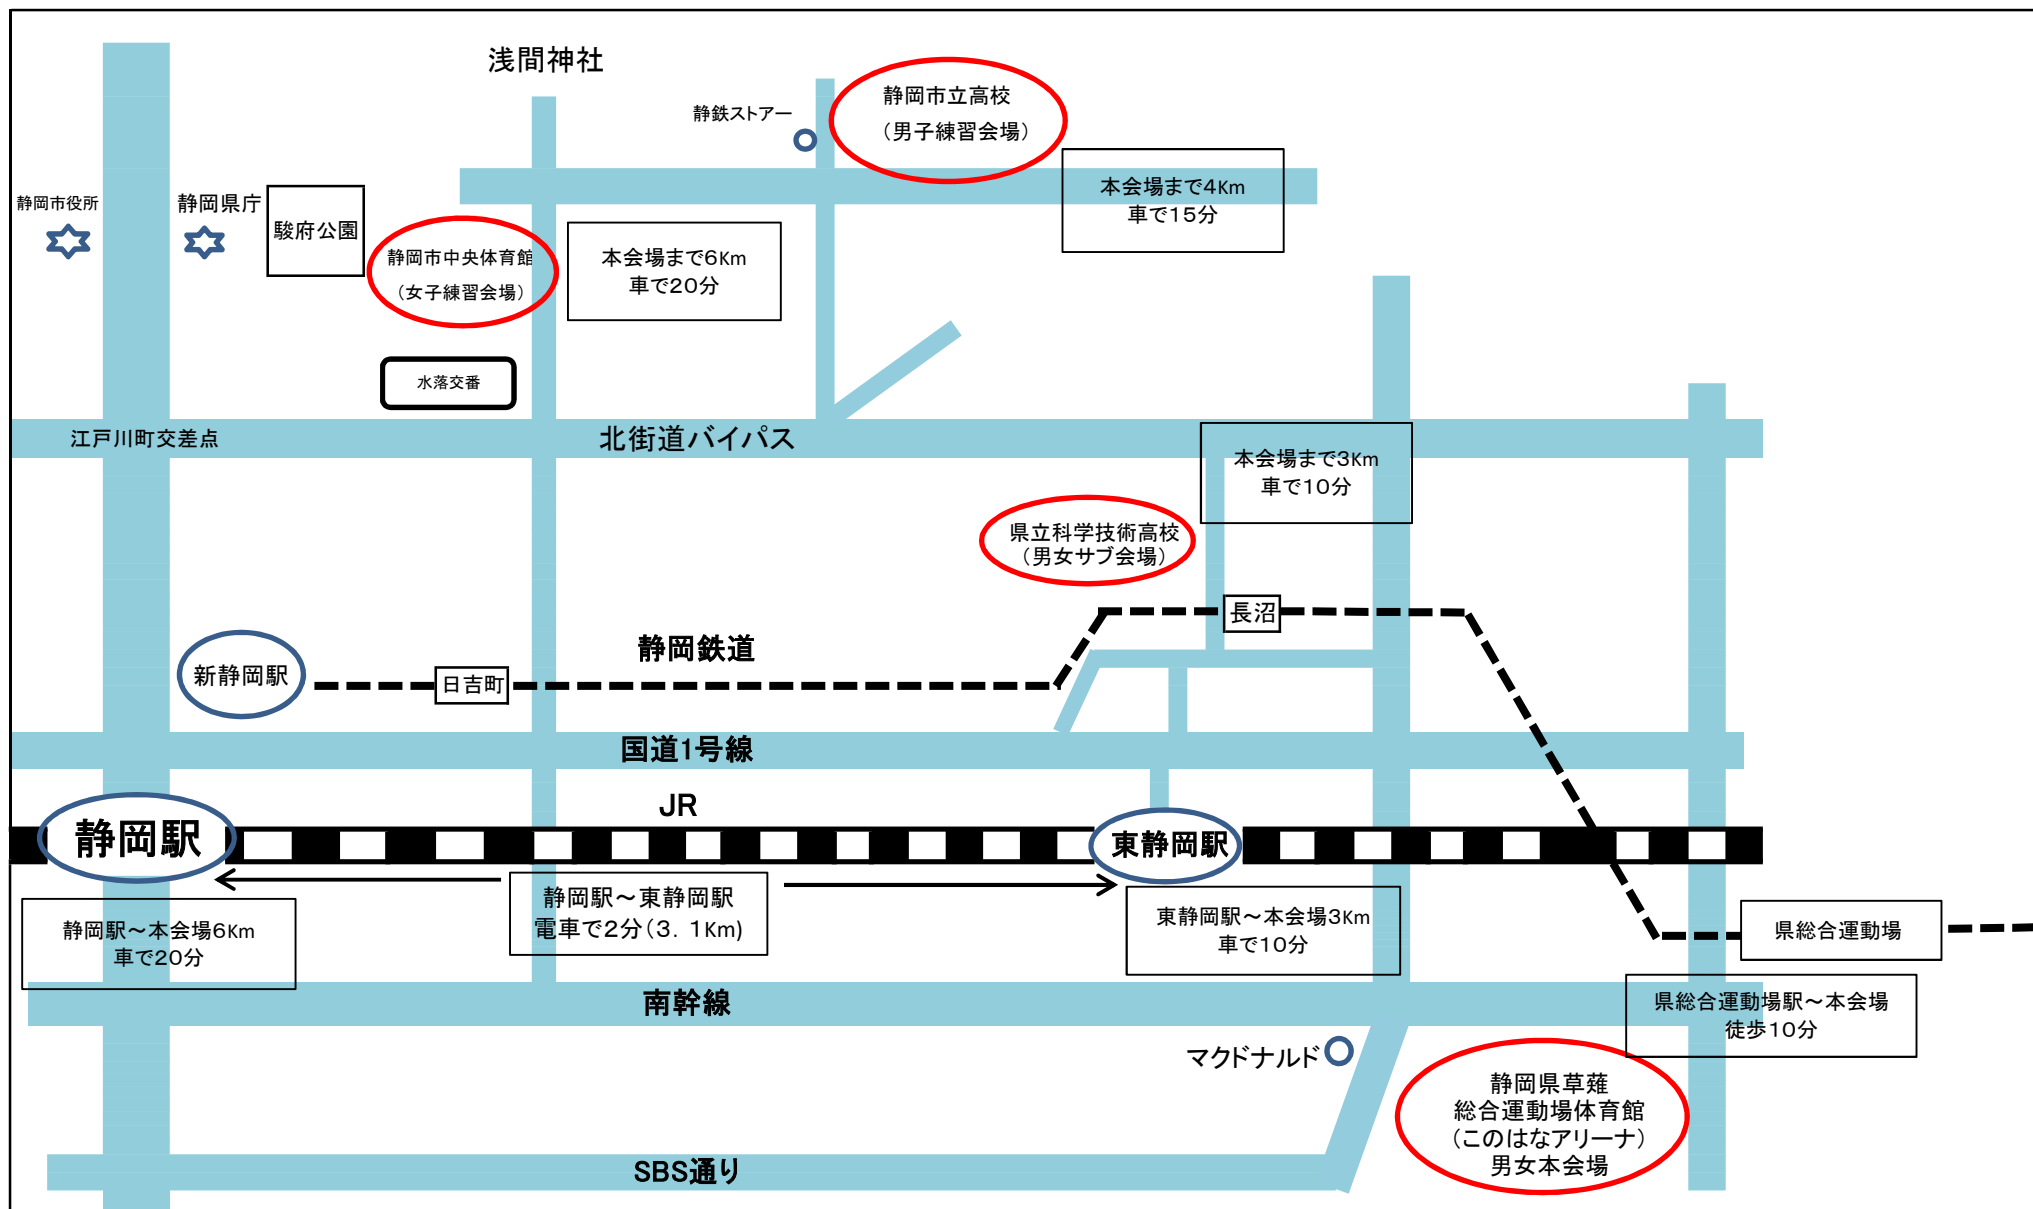 浅間神社
静鉄ストアー
静岡市立高校
（男子練習会場）
本会場まで4Km
車で15分
静岡市役所
静岡県庁
駿府公園
静岡市中央体育館
（女子練習会場）
本会場まで6Km
車で20分
水落交番
江戸川町交差点
北街道バイパス
本会場まで3Km
車で10分
県立科学技術高校
（男女サブ会場）
長沼
静岡鉄道
新静岡駅
日吉町
国道1号線
JR
静岡駅
東静岡駅
静岡駅～東静岡駅
電車で2分（3．1Km）
静岡駅～本会場6Km
車で20分
東静岡駅～本会場3Km
車で10分
県総合運動場
南幹線
県総合運動場駅～本会場
徒歩10分
マクドナルド
静岡県草薙
総合運動場体育館
（このはなアリーナ）
男女本会場
SBS通り